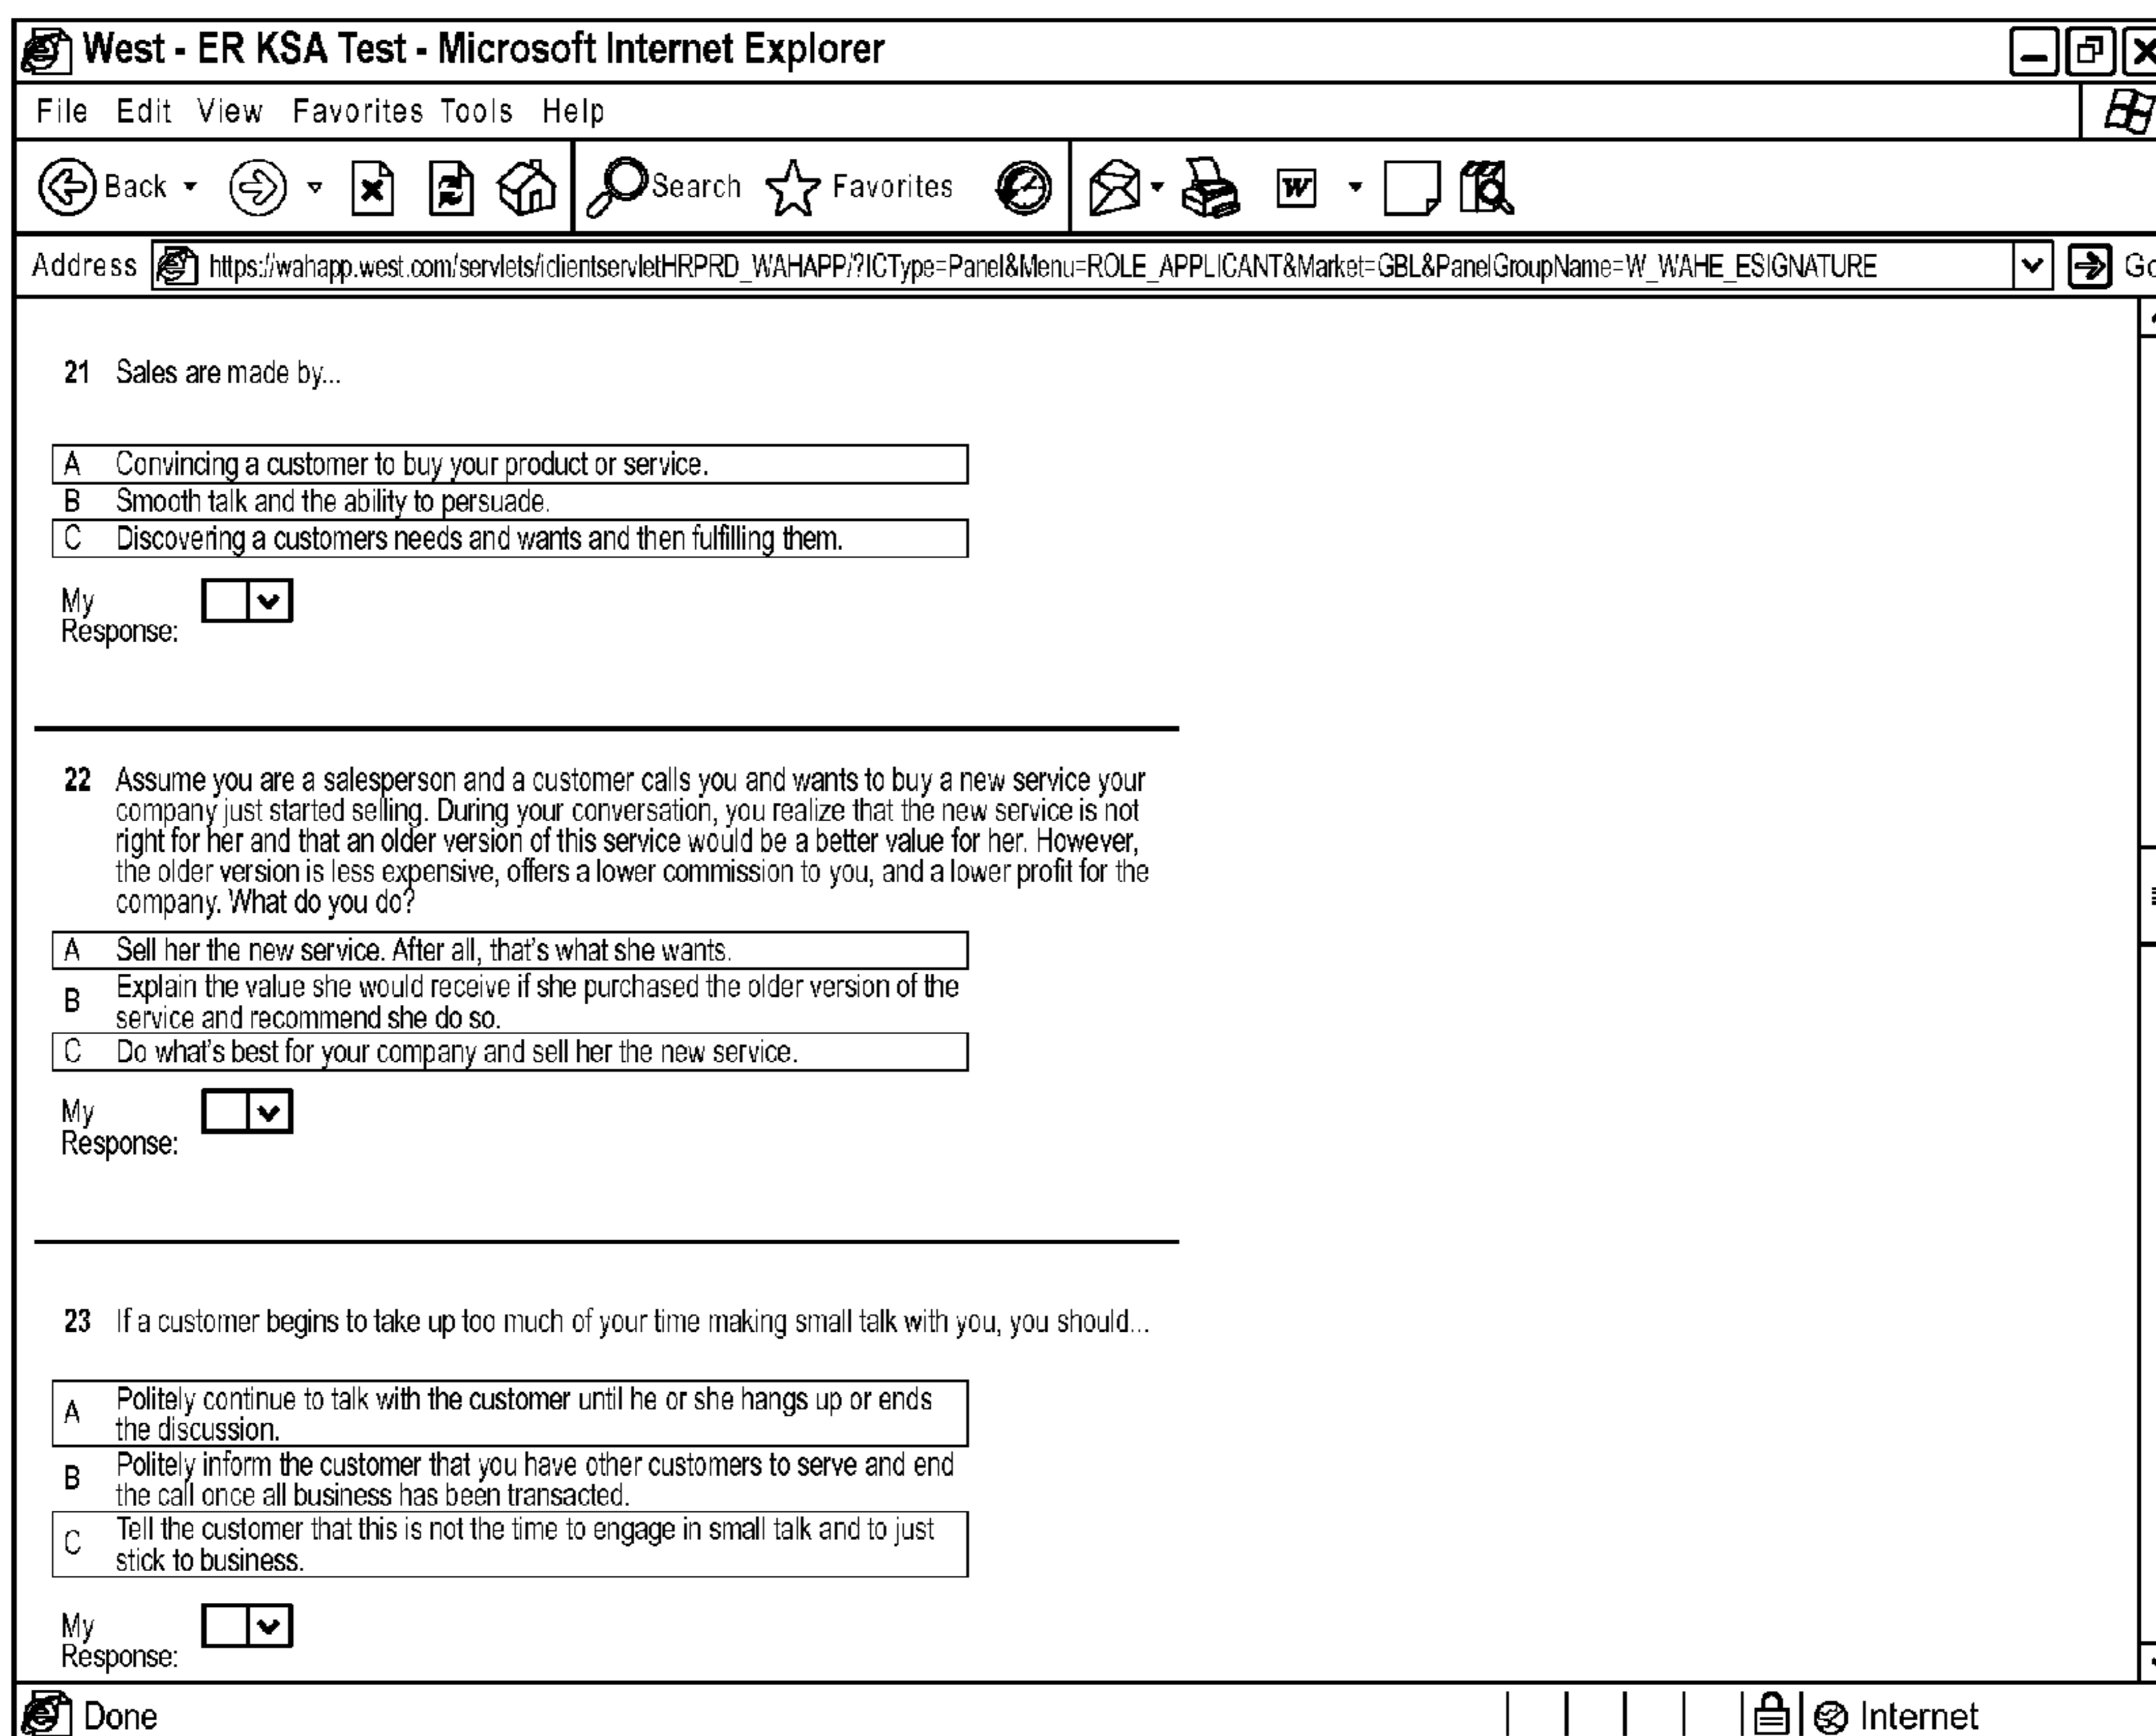 West - ER KSA Test - Microsoft Internet Explorer
File Edit View Favorites Tools Help
Back Search Favorites W
Address https://wahapp.west.com/servlets/iclientservletHRPRD_WAHAPP/?ICType=Panel&Menu=ROLE_APPLICANT&Market=GBL&PanelGroupName=W_WAHE_ESIGNATURE Go
21 Sales are made by...
A Convincing a customer to buy your product or service.
B Smooth talk and the ability to persuade.
C Discovering a customers needs and wants and then fulfilling them.
My
Response:
22 Assume you are a salesperson and a customer calls you and wants to buy a new service your
company just started selling. During your conversation, you realize that the new service is not
right for her and that an older version of this service would be a better value for her. However,
the older version is less expensive, offers a lower commission to you, and a lower profit for the
company. What do you do?
A Sell her the new service. After all, that's what she wants.
B Explain the value she would receive if she purchased the older version of the
service and recommend she do so.
C Do what's best for your company and sell her the new service.
My
Response:
23 If a customer begins to take up too much of your time making small talk with you, you should...
A Politely continue to talk with the customer until he or she hangs up or ends
the discussion.
B Politely inform the customer that you have other customers to serve and end
the call once all business has been transacted.
C Tell the customer that this is not the time to engage in small talk and to just
stick to business.
My
Response:
Done Internet